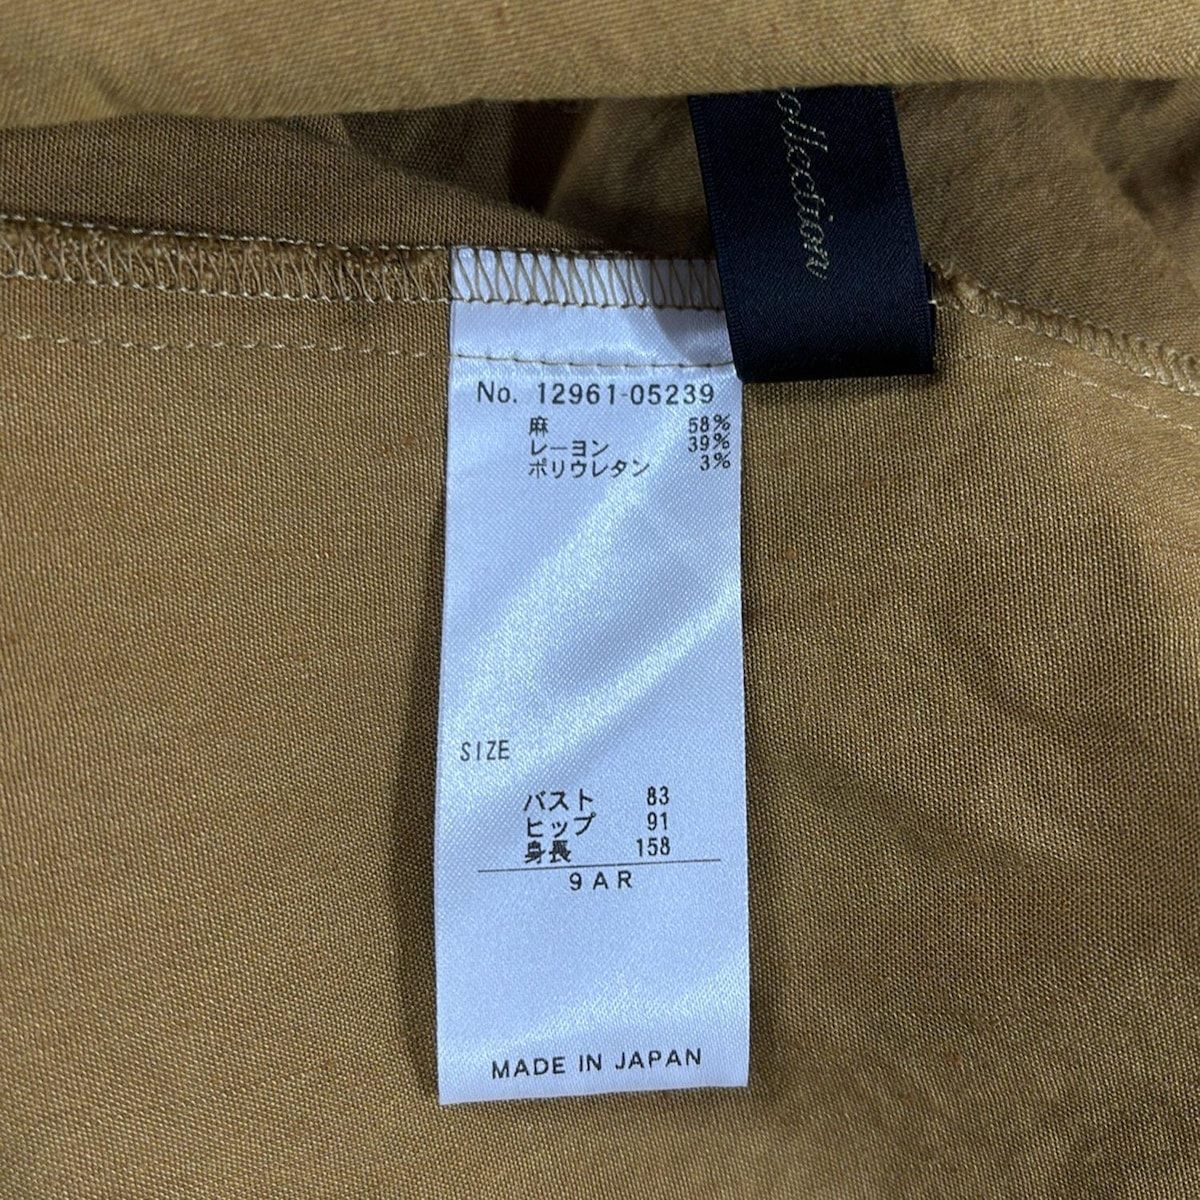 collection
No. 12961-05239
麻 58%
レーヨン 39%
ポリウレタン 3%
SIZE
バスト 83
ヒップ 91
身長 158
9AR
MADE IN JAPAN